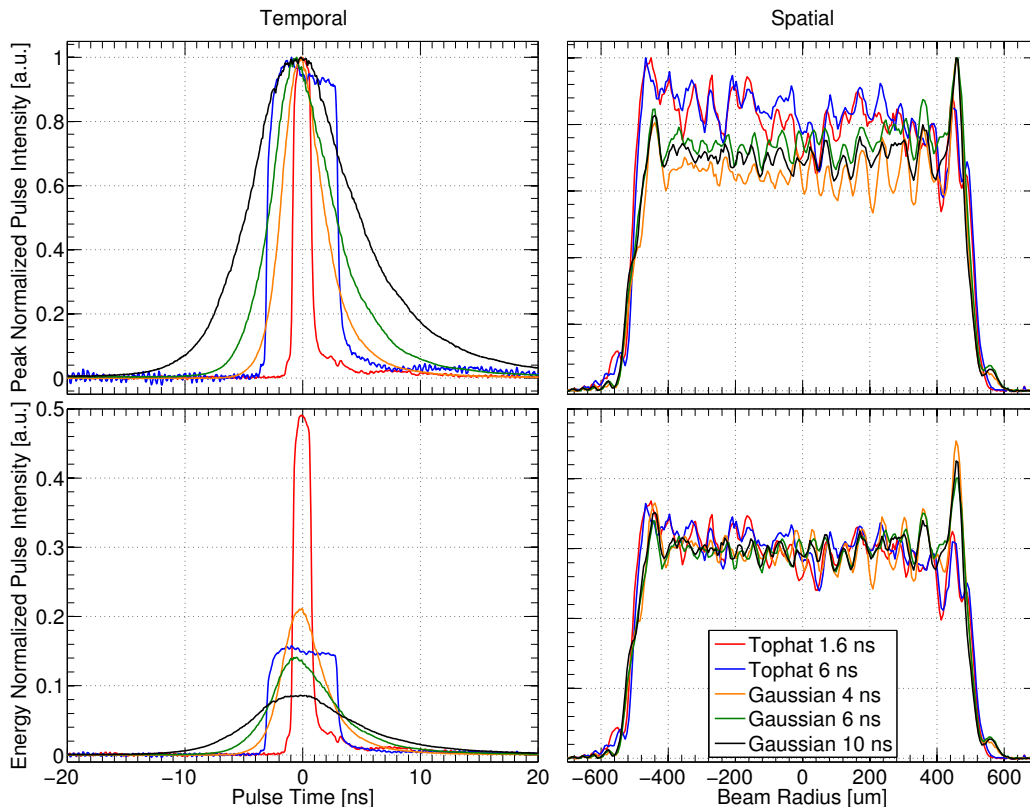 Temporal
Spatial
Peak Normalized Pulse Intensity [a.u.]
1
0.8
0.6
0.4
0.2
0
Energy Normalized Pulse Intensity [a.u.]
0.5
0.4
0.3
0.2
0.1
0
−20 −10 0 10 20
Pulse Time [ns]
−600 −400 −200 0 200 400 600
Beam Radius [um]
Tophat 1.6 ns
Tophat 6 ns
Gaussian 4 ns
Gaussian 6 ns
Gaussian 10 ns